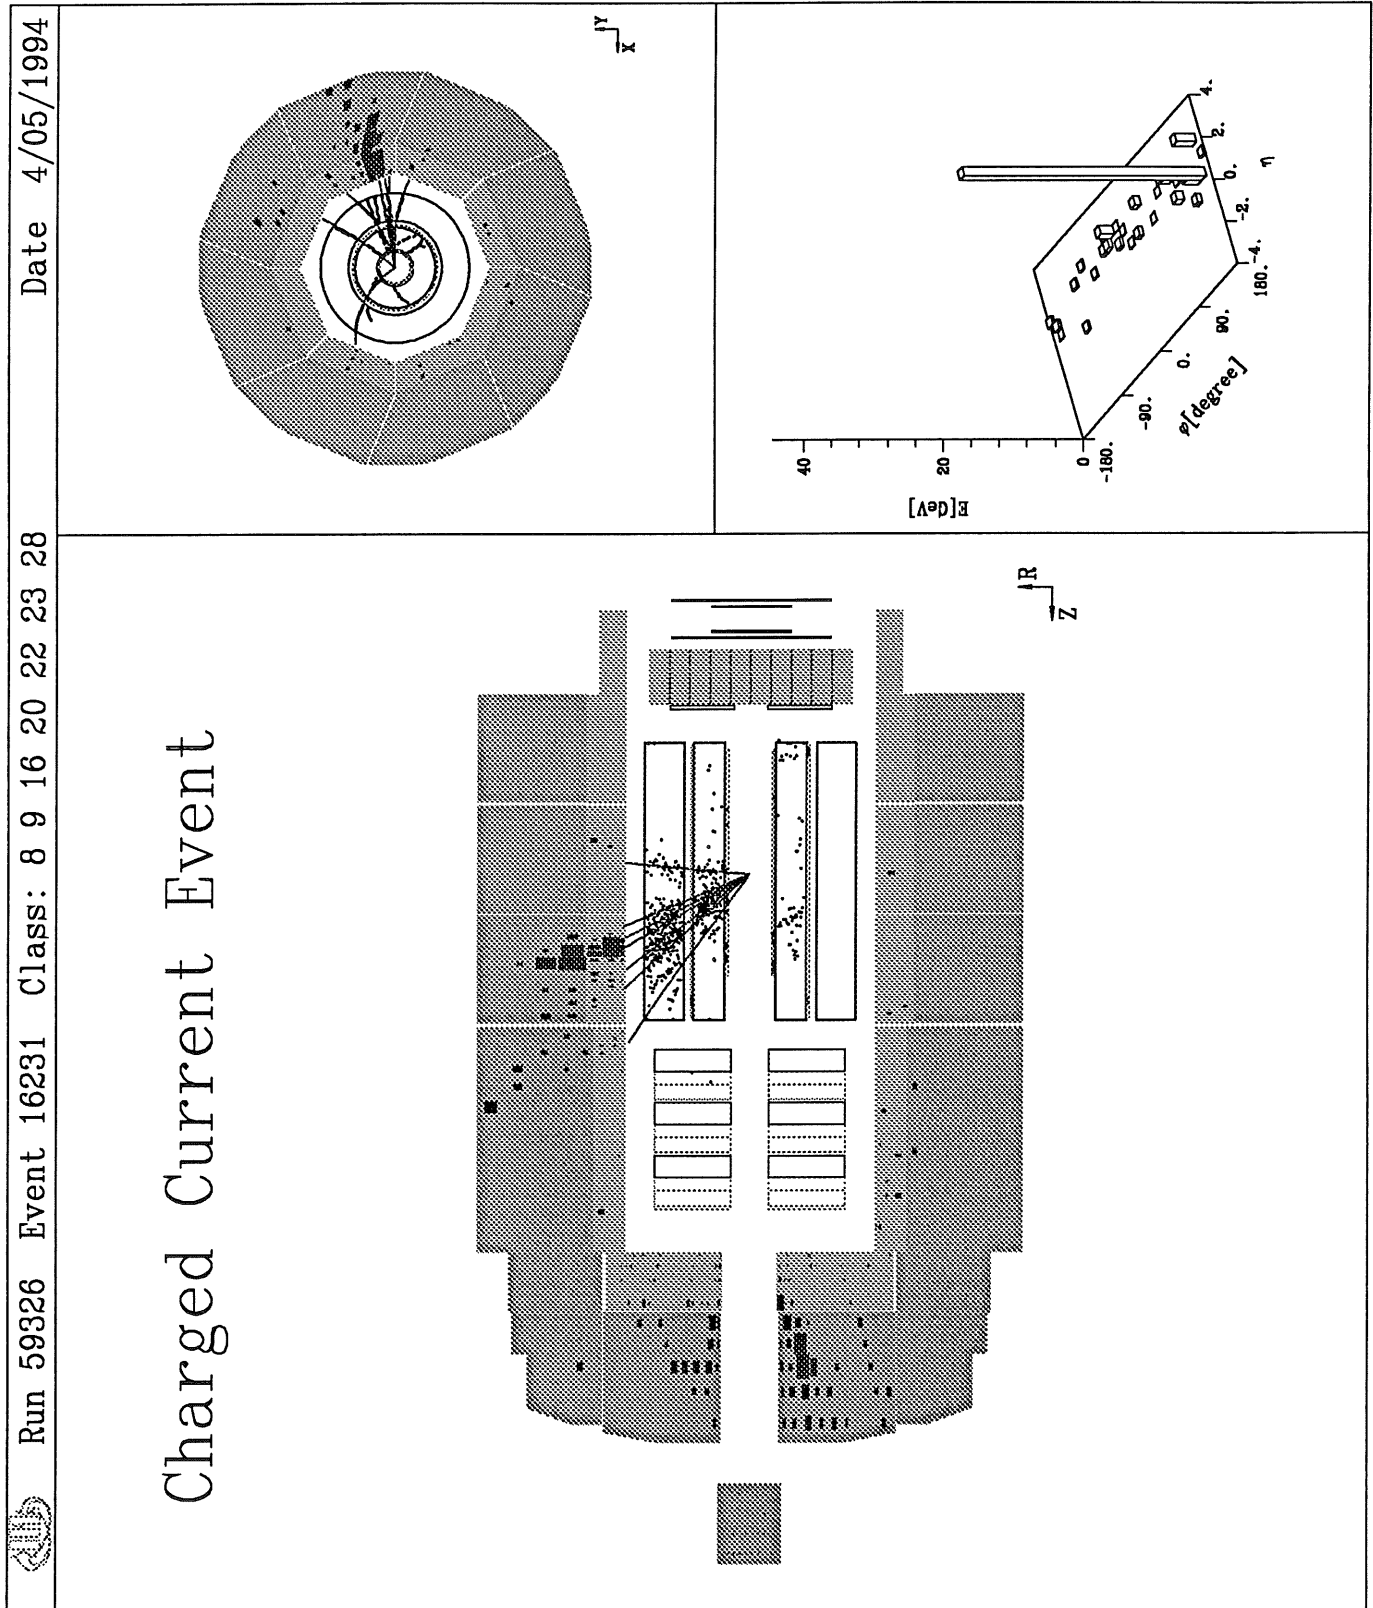 Run 59326 Event 16231 Class: 8 9 16 20 22 23 28 Date 4/05/1994
Charged Current Event
R
Z
Y
X
E[GeV]
40
20
0
-180.
-90.
0.
90.
180.
φ[degree]
-4.
-2.
0.
2.
4.
η